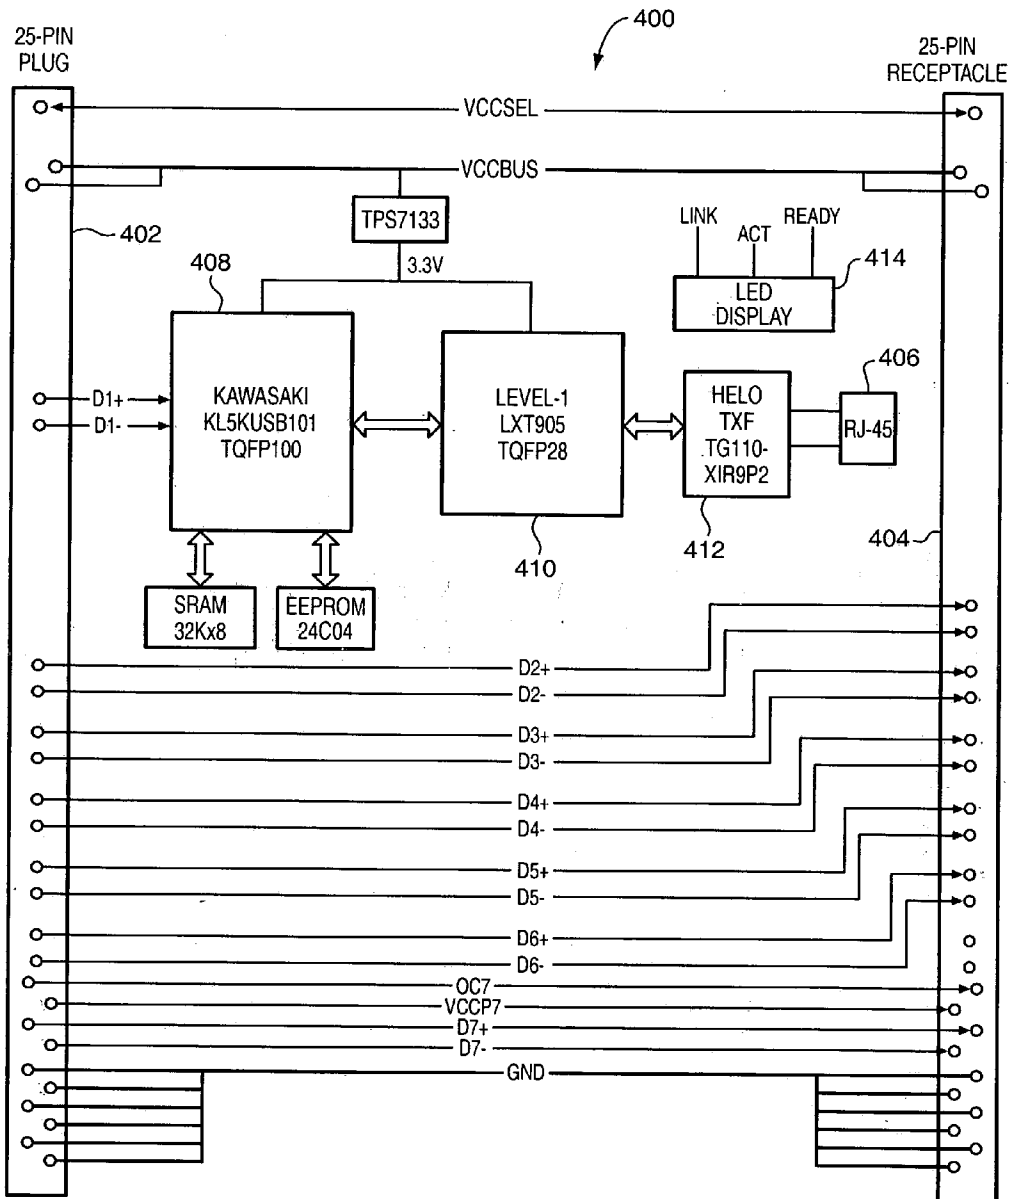 400
25-PIN
PLUG
25-PIN
RECEPTACLE
VCCSEL
VCCBUS
TPS7133
402
3.3V
LINK
ACT
READY
414
LED
DISPLAY
408
KAWASAKI
KL5KUSB101
TQFP100
LEVEL-1
LXT905
TQFP28
410
HELO
TXF
TG110-
XIR9P2
412
406
RJ-45
D1+
D1-
404
SRAM
32Kx8
EEPROM
24C04
D2+
D2-
D3+
D3-
D4+
D4-
D5+
D5-
D6+
D6-
OC7
VCCP7
D7+
D7-
GND